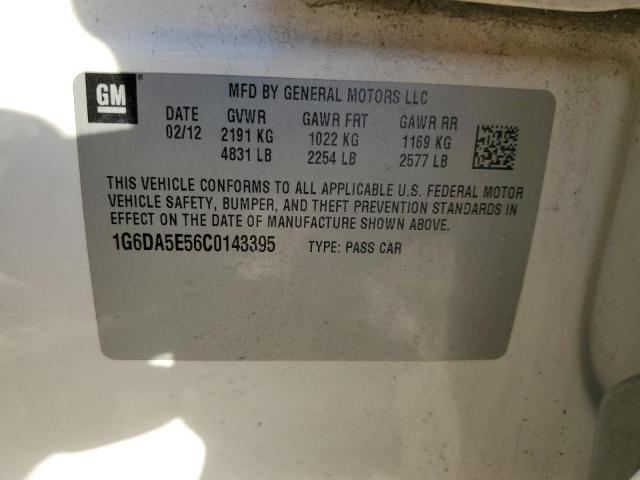 GM
MFD BY GENERAL MOTORS LLC
DATE GVWR GAWR FRT GAWR RR
02/12 2191 KG 1022 KG 1169 KG
4831 LB 2254 LB 2577 LB
THIS VEHICLE CONFORMS TO ALL APPLICABLE U.S. FEDERAL MOTOR
VEHICLE SAFETY, BUMPER, AND THEFT PREVENTION STANDARDS IN
EFFECT ON THE DATE OF MANUFACTURE SHOWN ABOVE.
1G6DA5E56C0143395 TYPE: PASS CAR